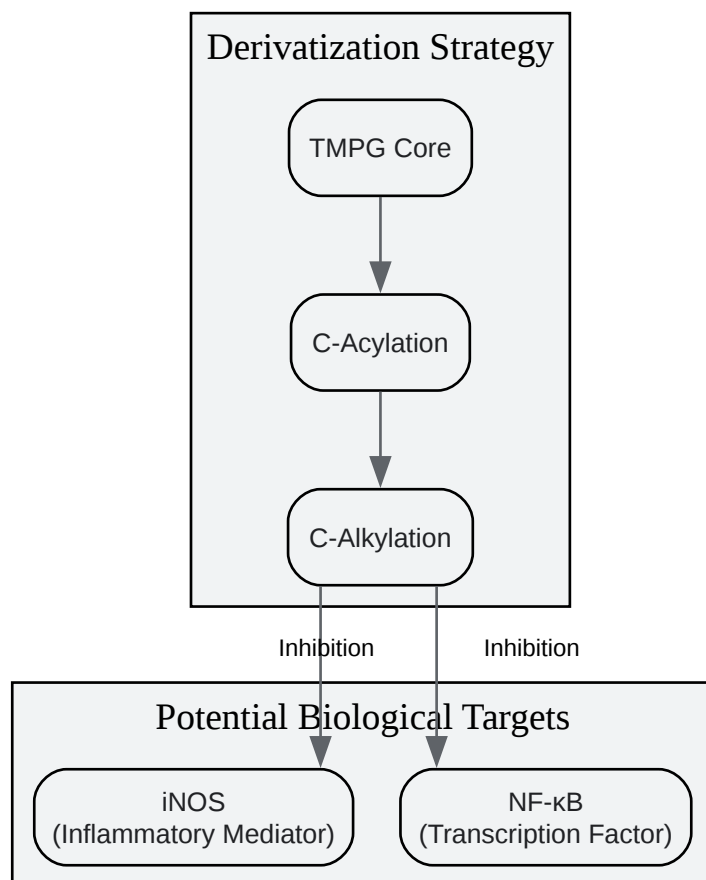 Derivatization Strategy
TMPG Core
C-Acylation
C-Alkylation
Inhibition
Inhibition
Potential Biological Targets
iNOS
(Inflammatory Mediator)
NF-κB
(Transcription Factor)